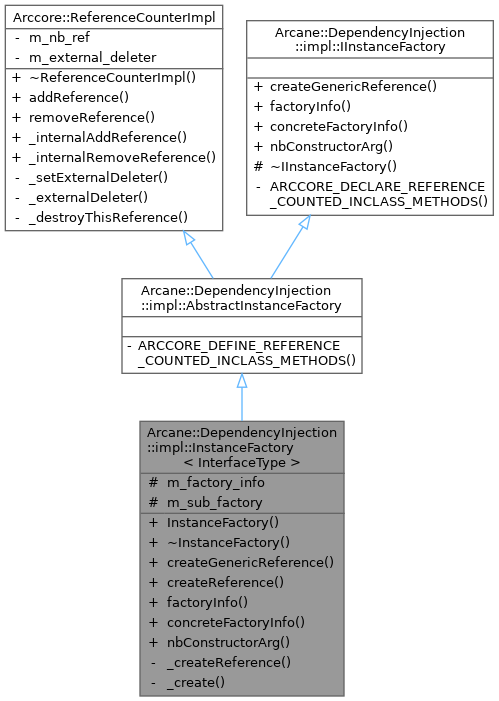 Arccore::ReferenceCounterImpl
- m_nb_ref
- m_external_deleter
+ ~ReferenceCounterImpl()
+ addReference()
+ removeReference()
+ _internalAddReference()
+ _internalRemoveReference()
- _setExternalDeleter()
- _externalDeleter()
- _destroyThisReference()
Arcane::DependencyInjection
::impl::IInstanceFactory
+ createGenericReference()
+ factoryInfo()
+ concreteFactoryInfo()
+ nbConstructorArg()
# ~IInstanceFactory()
- ARCCORE_DECLARE_REFERENCE
_COUNTED_INCLASS_METHODS()
Arcane::DependencyInjection
::impl::AbstractInstanceFactory
- ARCCORE_DEFINE_REFERENCE
_COUNTED_INCLASS_METHODS()
Arcane::DependencyInjection
::impl::InstanceFactory
< InterfaceType >
# m_factory_info
# m_sub_factory
+ InstanceFactory()
+ ~InstanceFactory()
+ createGenericReference()
+ createReference()
+ factoryInfo()
+ concreteFactoryInfo()
+ nbConstructorArg()
- _createReference()
- _create()